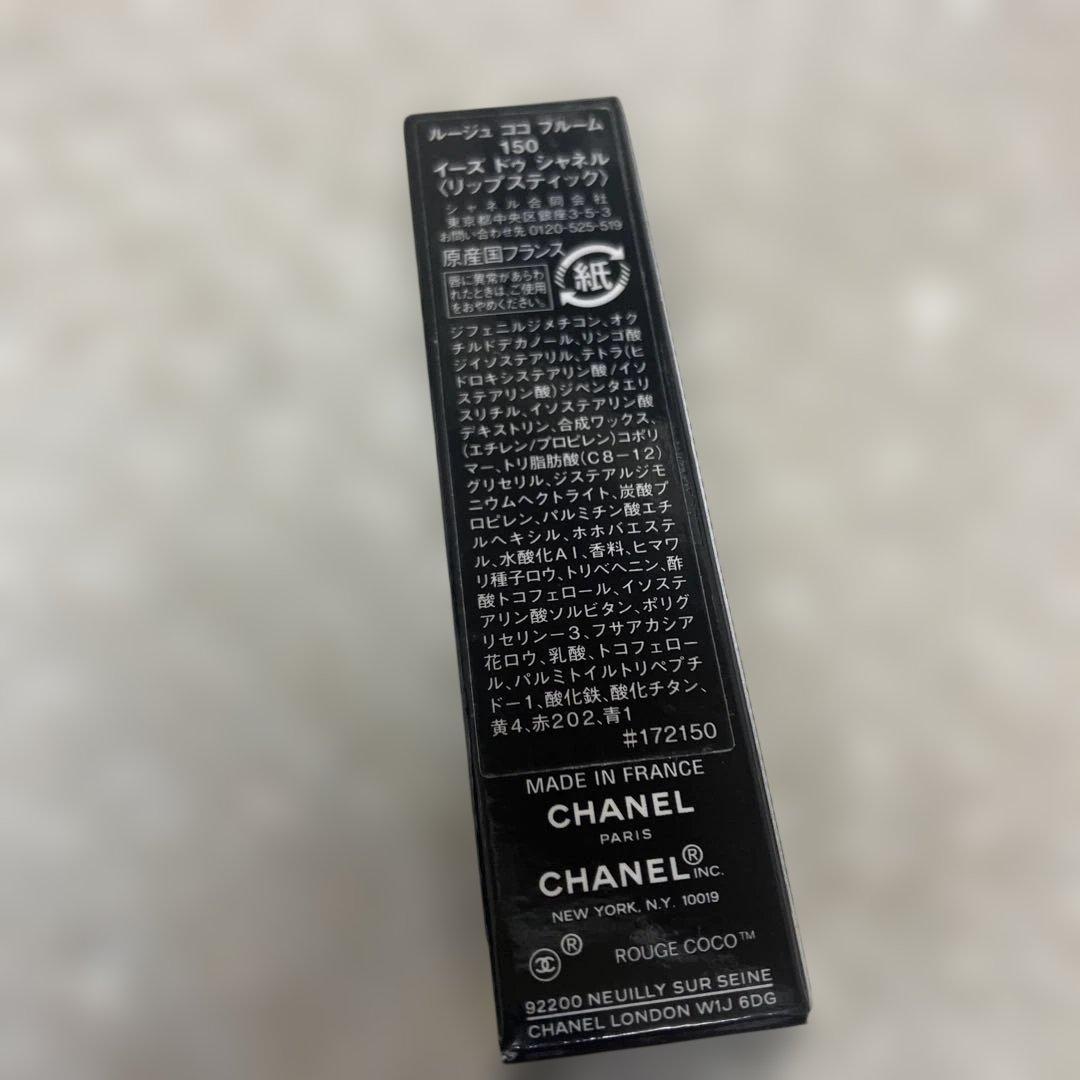 ルージュ ココ ブルーム
150
イーズ ドゥ シャネル
〈リップスティック〉
シャネル合同会社
東京都中央区銀座3-5-3
お問い合わせ先 0120-525-519
原産国フランス
紙
唇に異常があらわ
れたときは、ご使用
をおやめください。
ジフェニルジメチコン、オク
チルドデカノール、リンゴ酸
ジイソステアリル、テトラ(ヒ
ドロキシステアリン酸/イソ
ステアリン酸)ジペンタエリ
スリチル、イソステアリン酸
デキストリン、合成ワックス、
(エチレン/プロピレン)コポリ
マー、トリ脂肪酸(C8-12)
グリセリル、ジステアルジモ
ニウムヘクトライト、炭酸プ
ロピレン、パルミチン酸エチ
ルヘキシル、ホホバエステ
ル、水酸化Al、香料、ヒマワ
リ種子ロウ、トリベヘニン、酢
酸トコフェロール、イソステ
アリン酸ソルビタン、ポリグ
リセリン-3、フサアカシア
花ロウ、乳酸、トコフェロー
ル、パルミトイルトリペプチ
ド-1、酸化鉄、酸化チタン、
黄4、赤202、青1
#172150
MADE IN FRANCE
CHANEL
PARIS
CHANEL® INC.
NEW YORK, N.Y. 10019
® ROUGE COCO™
92200 NEUILLY SUR SEINE
CHANEL LONDON W1J 6DG